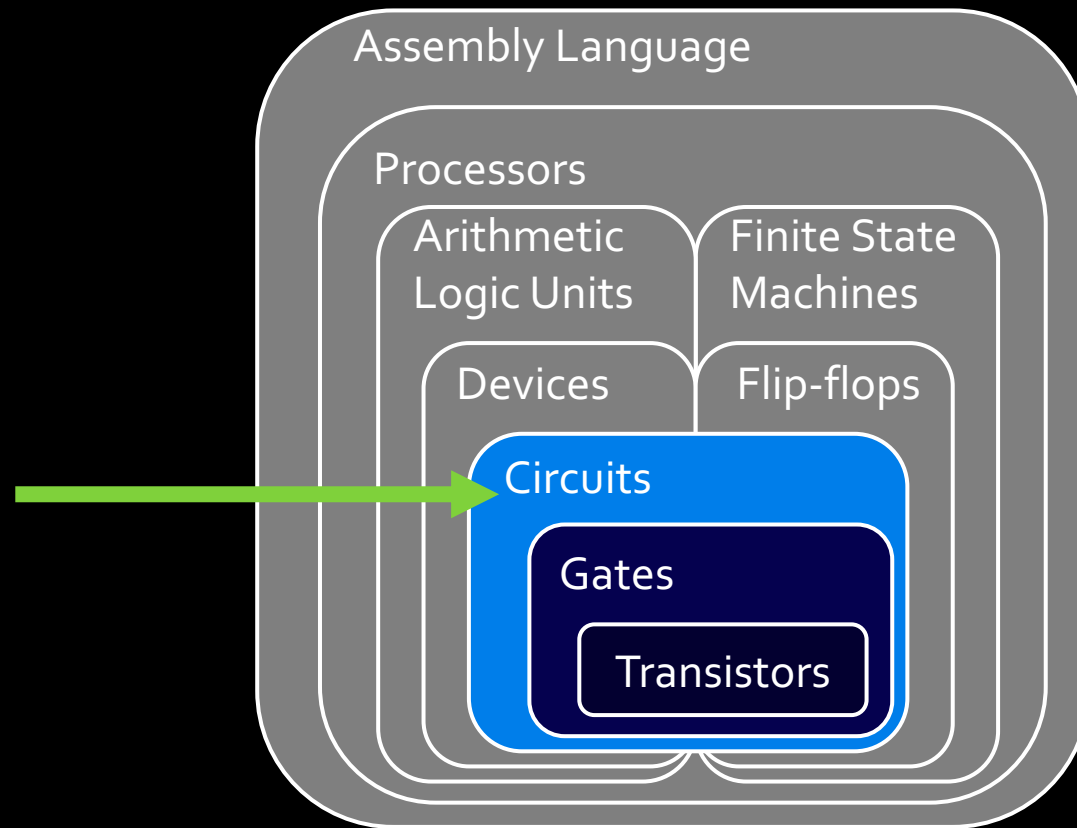 Assembly Language
Processors
Arithmetic
Logic Units
Finite State
Machines
Devices
Flip-flops
Circuits
Gates
Transistors